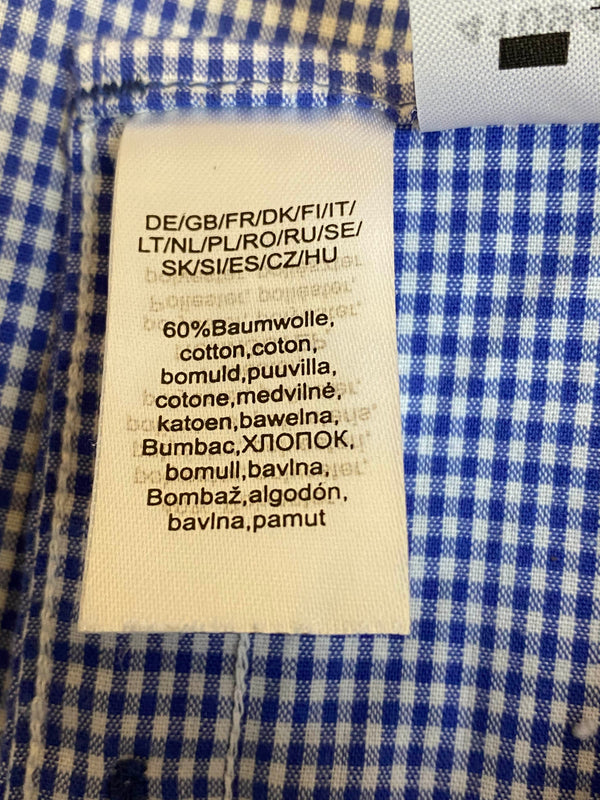 DE/GB/FR/DK/FI/IT/
LT/NL/PL/RO/RU/SE/
SK/SI/ES/CZ/HU
60%Baumwolle,
cotton,coton,
bomuld,puuvilla,
cotone,medvilnė,
katoen,bawelna,
Bumbac,ХЛОПОК,
bomull,bavlna,
Bombaž,algodón,
bavlna,pamut